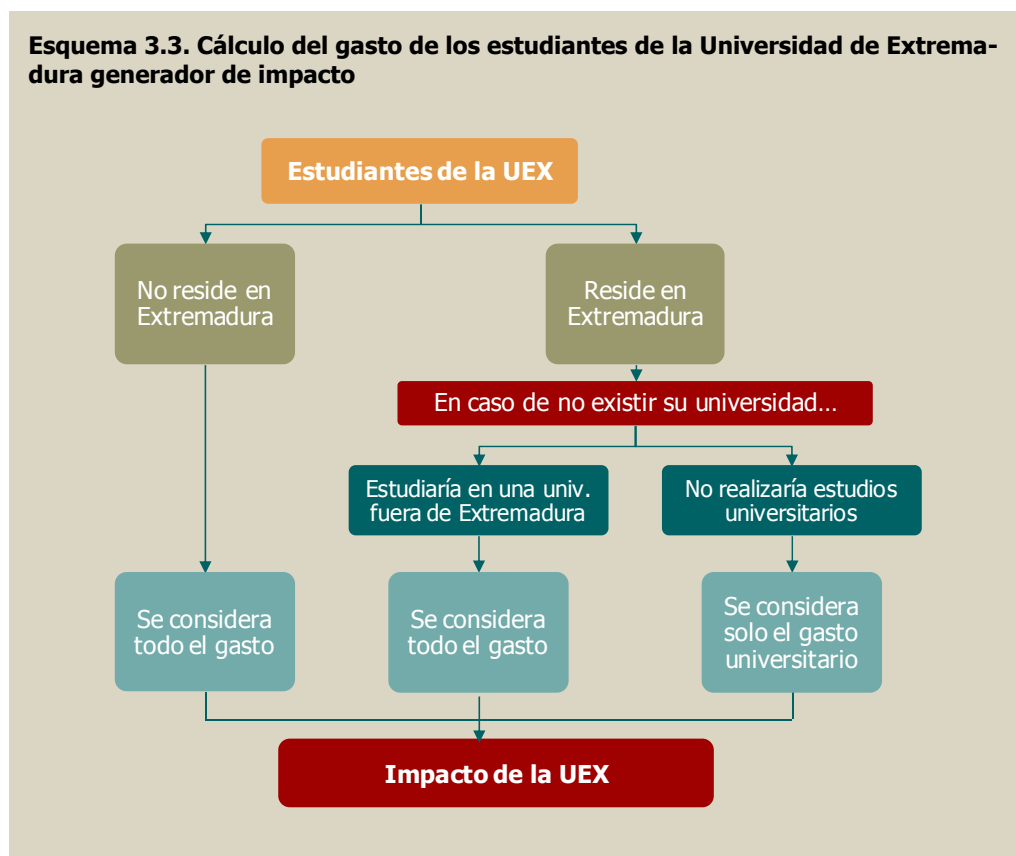 Esquema 3.3. Cálculo del gasto de los estudiantes de la Universidad de Extrema-
dura generador de impacto
Estudiantes de la UEX
No reside en
Extremadura
Reside en
Extremadura
En caso de no existir su universidad...
Estudiaría en una univ.
fuera de Extremadura
No realizaría estudios
universitarios
Se considera
todo el gasto
Se considera
todo el gasto
Se considera
solo el gasto
universitario
Impacto de la UEX